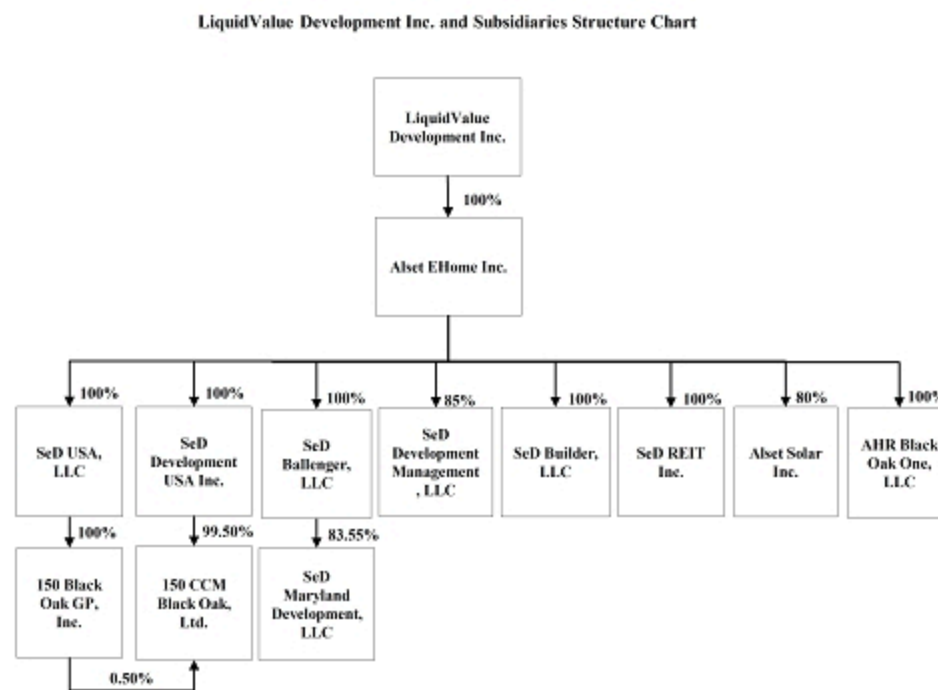 LiquidValue Development Inc. and Subsidiaries Structure Chart
LiquidValue
Development Inc.
100%
Alset EHome Inc.
100%
100%
100%
85%
100%
100%
80%
100%
SeD USA,
LLC
SeD
Development
USA Inc.
SeD
Ballenger,
LLC
SeD
Development
Management
, LLC
SeD Builder,
LLC
SeD REIT
Inc.
Alset Solar
Inc.
AHR Black
Oak One,
LLC
100%
99.50%
83.55%
150 Black
Oak GP,
Inc.
150 CCM
Black Oak,
Ltd.
SeD
Maryland
Development,
LLC
0.50%